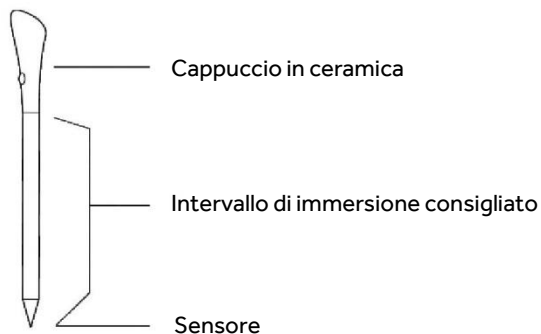 Cappuccio in ceramica
Intervallo di immersione consigliato
Sensore